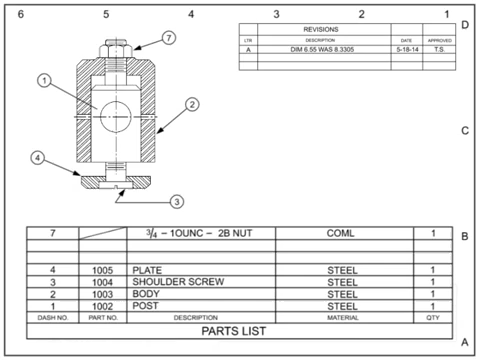 6 5 4 3 2 1
D
REVISIONS
LTR DESCRIPTION DATE APPROVED
A DIM 6.55 WAS 8.3305 5-18-14 T.S.
7
1
2
C
4
3
7 3/4 – 10UNC – 2B NUT COML 1
B
4 1005 PLATE STEEL 1
3 1004 SHOULDER SCREW STEEL 1
2 1003 BODY STEEL 1
1 1002 POST STEEL 1
DASH NO. PART NO. DESCRIPTION MATERIAL QTY
PARTS LIST
A